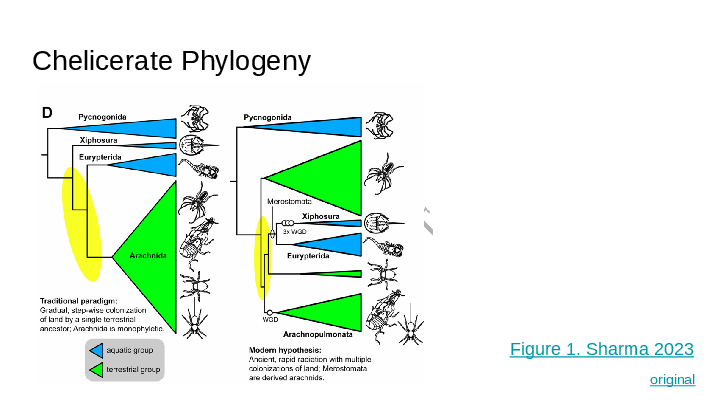 Chelicerate Phylogeny
D
Pycnogonida
Xiphosura
Eurypterida
Arachnida
Traditional paradigm:
Gradual, step-wise colonization
of land by a single terrestrial
ancestor; Arachnida is monophyletic.
aquatic group
terrestrial group
Pycnogonida
Merostomata
Xiphosura
3x WGD
Eurypterida
WGD
Arachnopulmonata
Modern hypothesis:
Ancient, rapid radiation with multiple
colonizations of land; Merostomata
are derived arachnids.
Figure 1. Sharma 2023
original